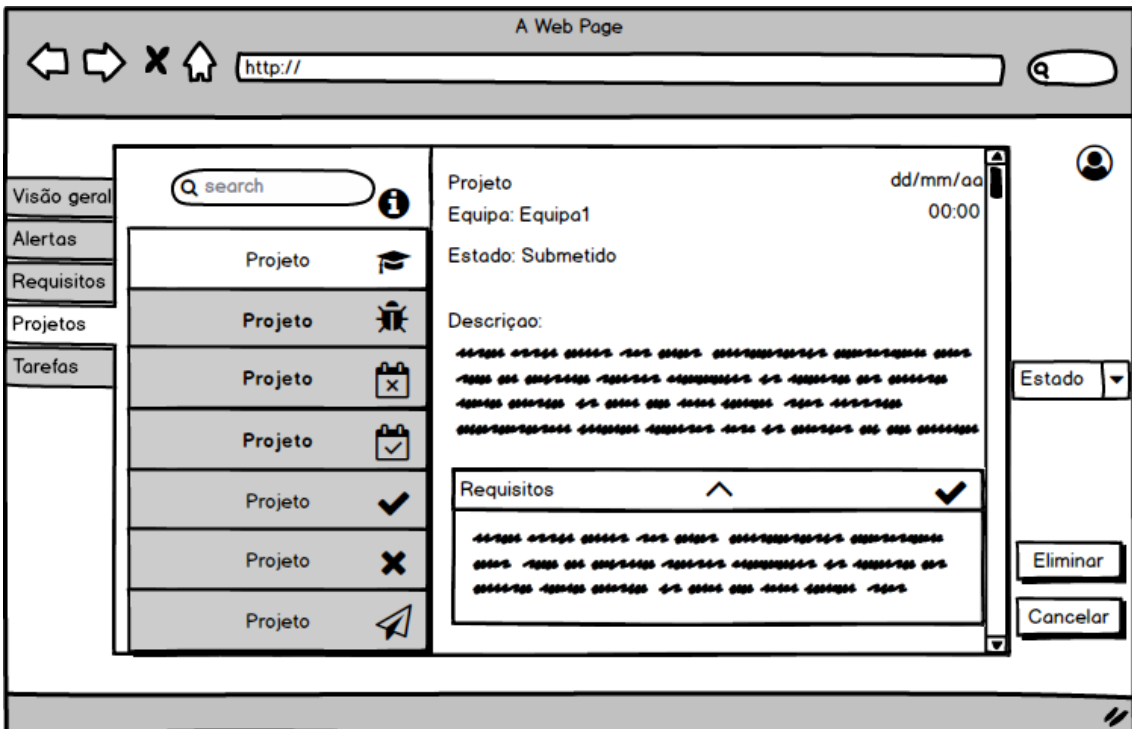 A Web Page
http://
search
Visão geral
Alertas
Requisitos
Projetos
Tarefas
Projeto
Projeto
Projeto
Projeto
Projeto
Projeto
Projeto
Projeto
dd/mm/aa
Equipa: Equipa1
00:00
Estado: Submetido
Descriçao:
Requisitos
Estado
Eliminar
Cancelar